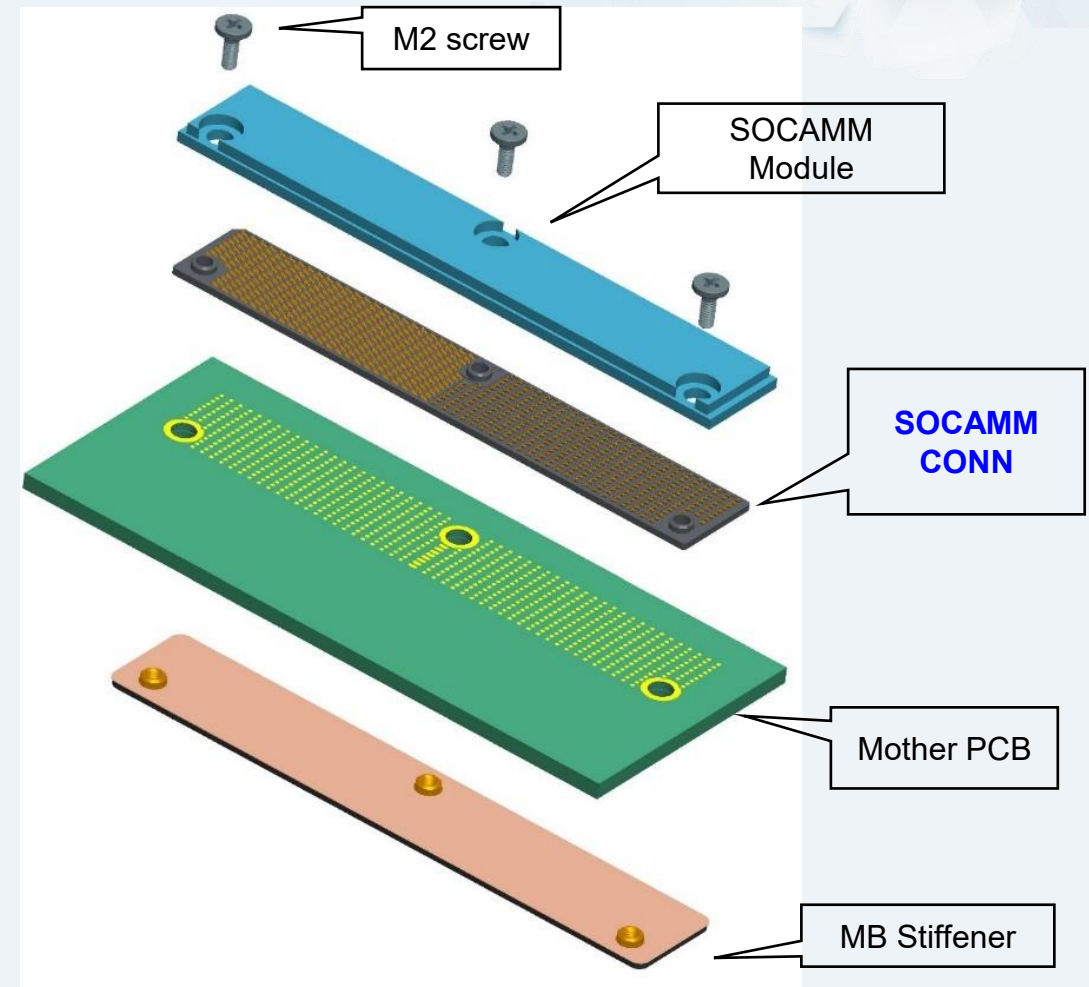 M2 screw
SOCAMM
Module
SOCAMM
CONN
Mother PCB
MB Stiffener